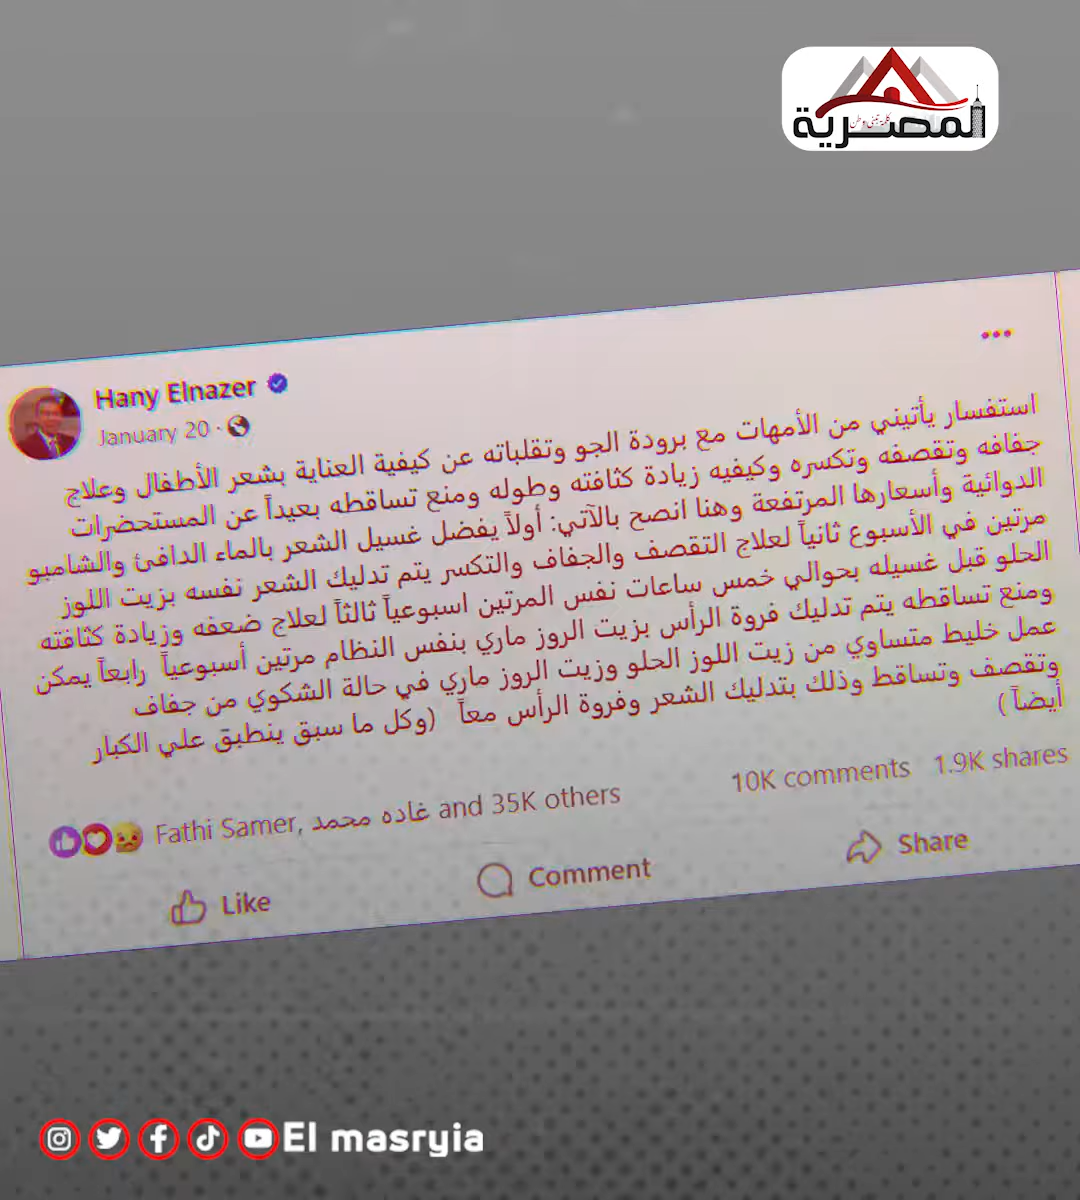 المصرية
كلمة تبني وطن
Hany Elnazer
January 20 ·
استفسار يأتيني من الأمهات مع برودة الجو وتقلباته عن كيفية العناية بشعر الأطفال وعلاج
جفافه وتقصفه وتكسره وكيفيه زيادة كثافته وطوله ومنع تساقطه بعيداً عن المستحضرات
الدوائية وأسعارها المرتفعة وهنا انصح بالآتي: أولاً يفضل غسيل الشعر بالماء الدافئ والشامبو
مرتين في الأسبوع ثانياً لعلاج التقصف والجفاف والتكسر يتم تدليك الشعر نفسه بزيت اللوز
الحلو قبل غسيله بحوالي خمس ساعات نفس المرتين اسبوعياً ثالثاً لعلاج ضعفه وزيادة كثافته
ومنع تساقطه يتم تدليك فروة الرأس بزيت الروز ماري بنفس النظام مرتين أسبوعياً رابعاً يمكن
عمل خليط متساوي من زيت اللوز الحلو وزيت الروز ماري في حالة الشكوي من جفاف
وتقصف وتساقط وذلك بتدليك الشعر وفروة الرأس معاً (وكل ما سبق ينطبق علي الكبار
أيضاً )
Fathi Samer, غاده محمد and 35K others
10K comments 1.9K shares
Like Comment Share
El masryia